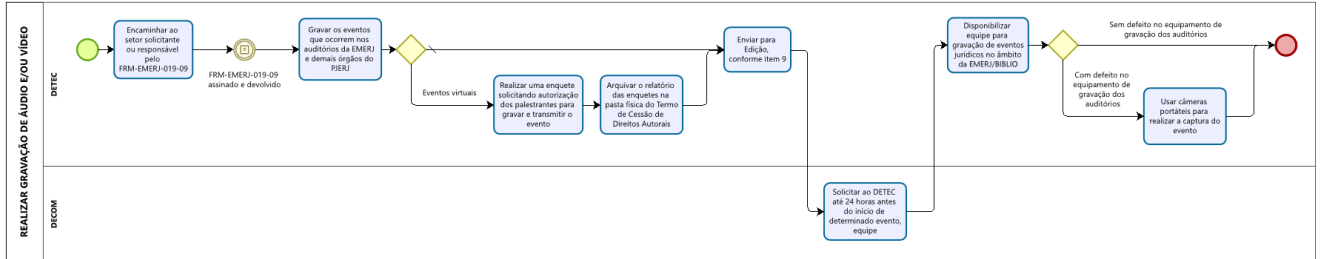 REALIZAR GRAVAÇÃO DE ÁUDIO E/OU VÍDEO
DETEC
Encaminhar ao
setor solicitante
ou responsável
pelo
FRM-EMERJ-019-09
FRM-EMERJ-019-09
assinado e devolvido
Gravar os eventos
que ocorrem nos
auditórios da EMERJ
e demais órgãos do
PJERJ
Eventos virtuais
Realizar uma enquete
solicitando autorização
dos palestrantes para
gravar e transmitir o
evento
Arquivar o relatório
das enquetes na
pasta física do Termo
de Cessão de
Direitos Autorais
Enviar para
Edição,
conforme item 9
Disponibilizar
equipe para
gravação de eventos
jurídicos no âmbito
da EMERJ/BIBLIO
Sem defeito no equipamento de
gravação dos auditórios
Com defeito no
equipamento de
gravação dos
auditórios
Usar câmeras
portáteis para
realizar a captura do
evento
DECOM
Solicitar ao DETEC
até 24 horas antes
do início de
determinado evento,
equipe